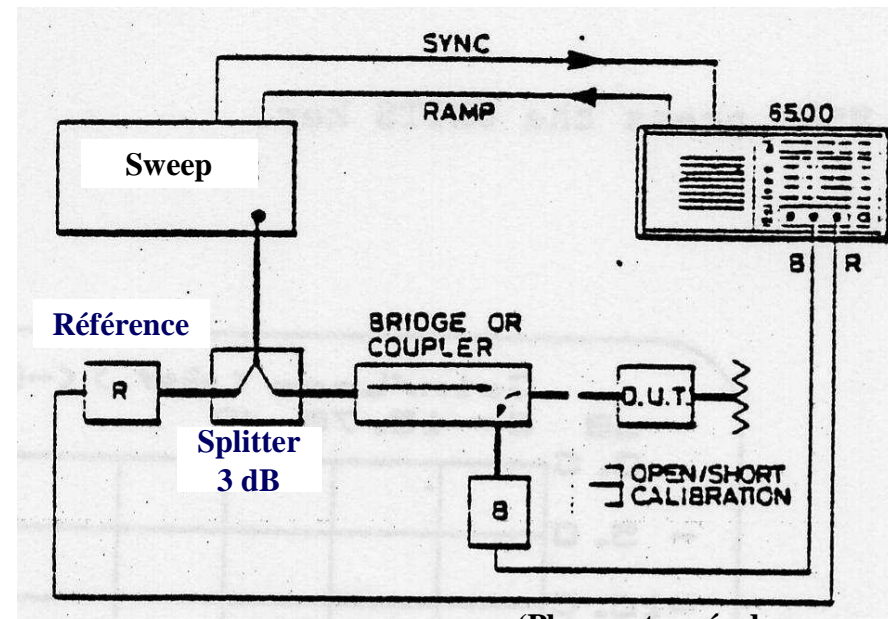 SYNC
RAMP
6500
Sweep
B R
Référence
BRIDGE OR
COUPLER
R
D.U.T.
Splitter
3 dB
OPEN/SHORT
CALIBRATION
B